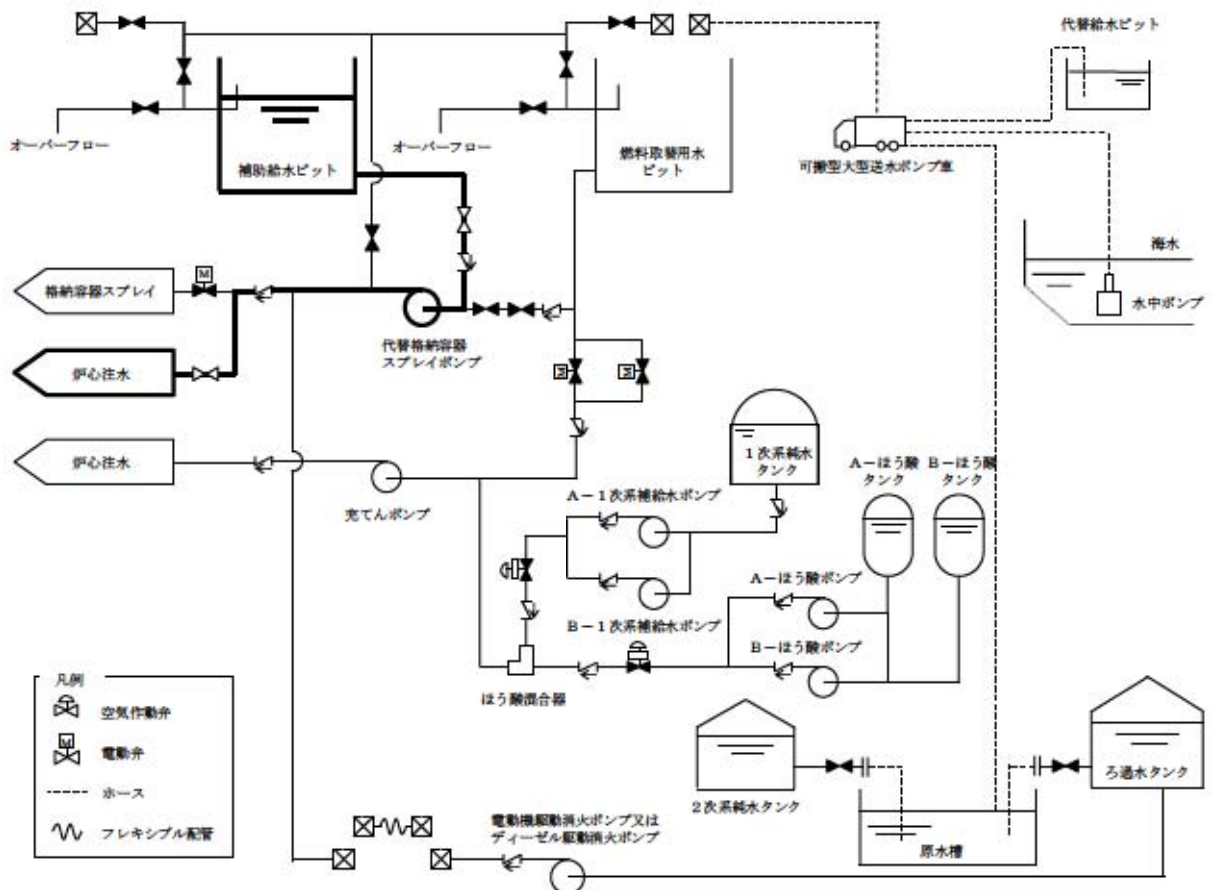 代替給水ピット
オーバーフロー
オーバーフロー
補助給水ピット
燃料取替用水
ピット
可搬型大型送水ポンプ車
海水
水中ポンプ
M
格納容器スプレイ
代替格納容器
スプレイポンプ
炉心注水
M
M
炉心注水
充てんポンプ
1次系純水
タンク
A-ほう酸
タンク
B-ほう酸
タンク
A-1次系補給水ポンプ
A-ほう酸ポンプ
B-1次系補給水ポンプ
B-ほう酸ポンプ
ほう酸混合器
凡例
空気作動弁
M
電動弁
ホース
フレキシブル配管
2次系純水タンク
ろ過水タンク
原水槽
電動機駆動消火ポンプ又は
ディーゼル駆動消火ポンプ